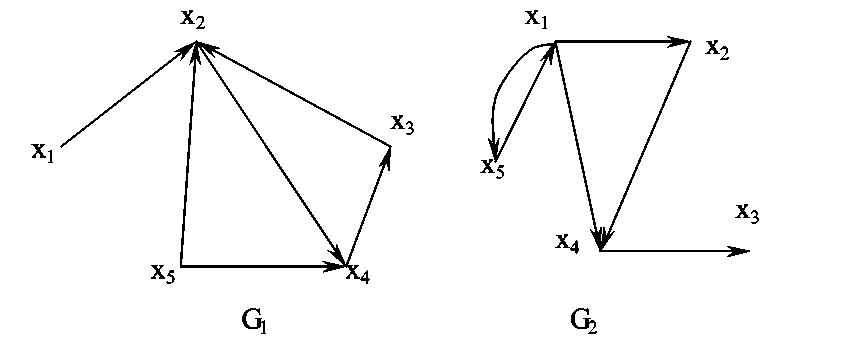 x₂
x₁
x₃
x₅
x₄
G₁
x₁
x₂
x₅
x₃
x₄
G₂